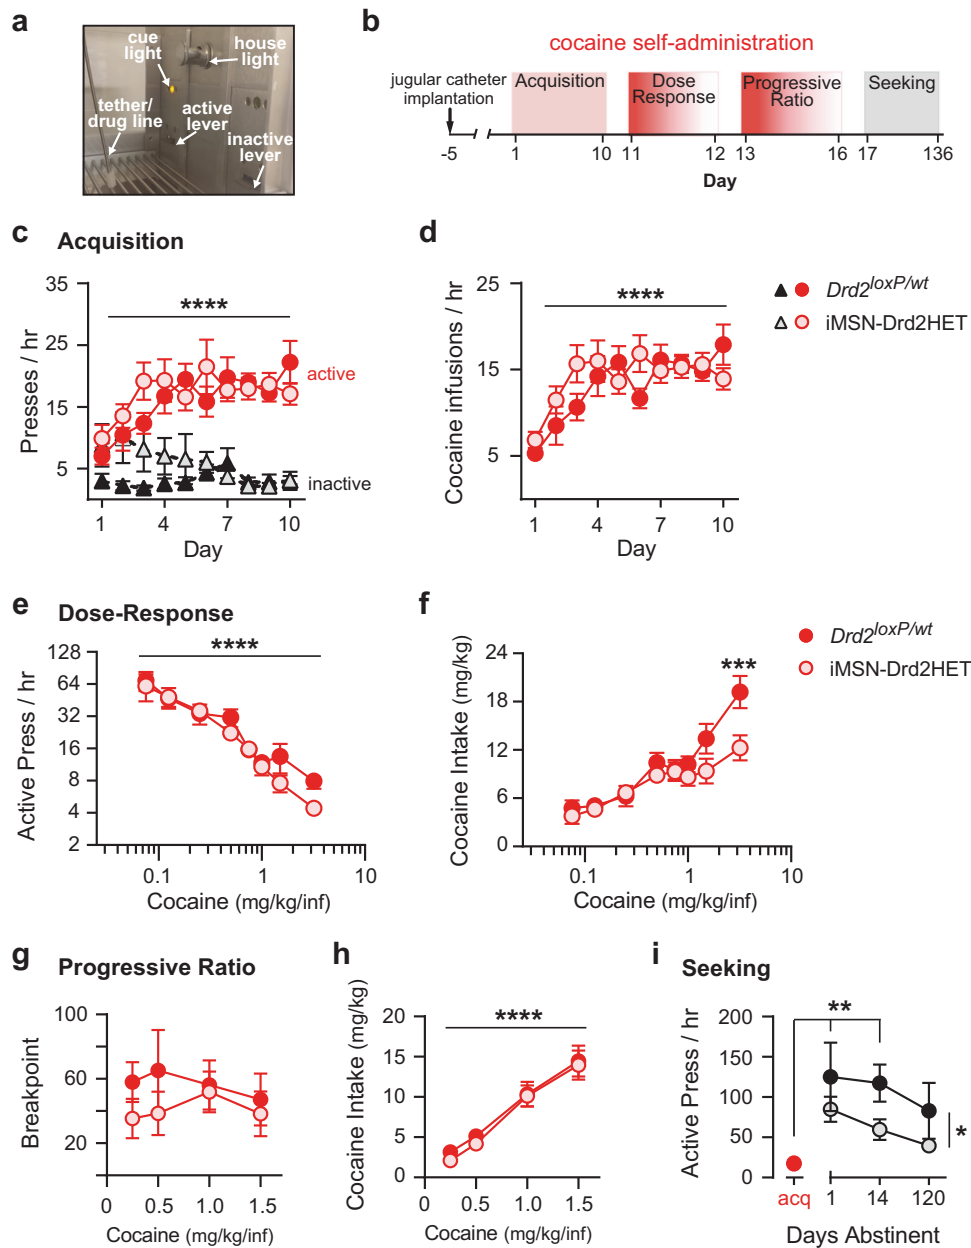 a
cue
light
house
light
tether/
drug line
active
lever
inactive
lever
b
cocaine self-administration
jugular catheter
implantation
Acquisition
Dose
Response
Progressive
Ratio
Seeking
-5
1
10
11
12
13
16
17
136
Day
c Acquisition
Presses / hr
35
25
15
5
****
active
inactive
1 4 7 10
Day
d
Cocaine infusions / hr
25
15
5
****
1 4 7 10
Day
Drd2loxP/wt
iMSN-Drd2HET
e Dose-Response
Active Press / hr
128
64
32
16
8
4
2
****
0.1 1 10
Cocaine (mg/kg/inf)
f
Cocaine Intake (mg/kg)
24
18
12
6
0
***
0.1 1 10
Cocaine (mg/kg/inf)
Drd2loxP/wt
iMSN-Drd2HET
g Progressive Ratio
Breakpoint
100
60
20
0 0.5 1.0 1.5
Cocaine (mg/kg/inf)
h
Cocaine Intake (mg/kg)
20
15
10
5
0
****
0 0.5 1.0 1.5
Cocaine (mg/kg/inf)
i Seeking
Active Press / hr
200
150
100
50
0
**
*
acq 1 14 120
Days Abstinent